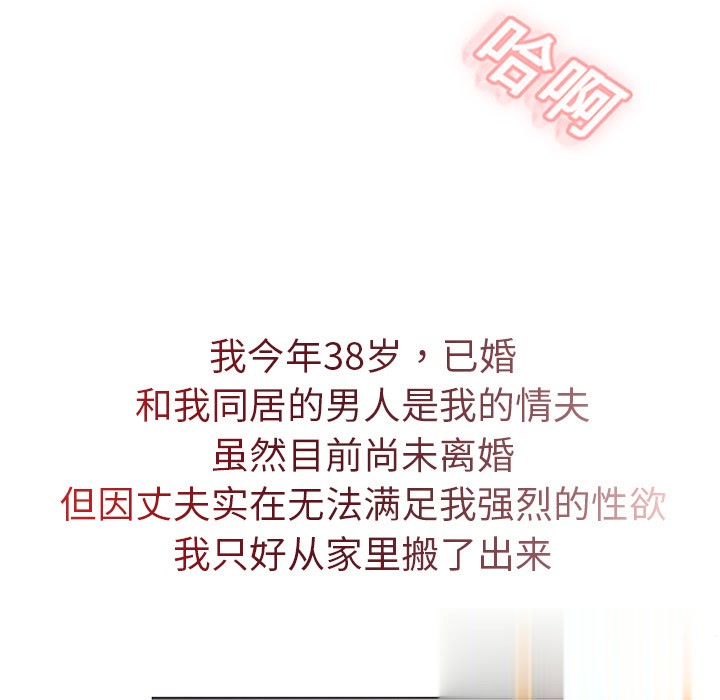 哈啊
我今年38岁，已婚
和我同居的男人是我的情夫
虽然目前尚未离婚
但因丈夫实在无法满足我强烈的性欲
我只好从家里搬了出来